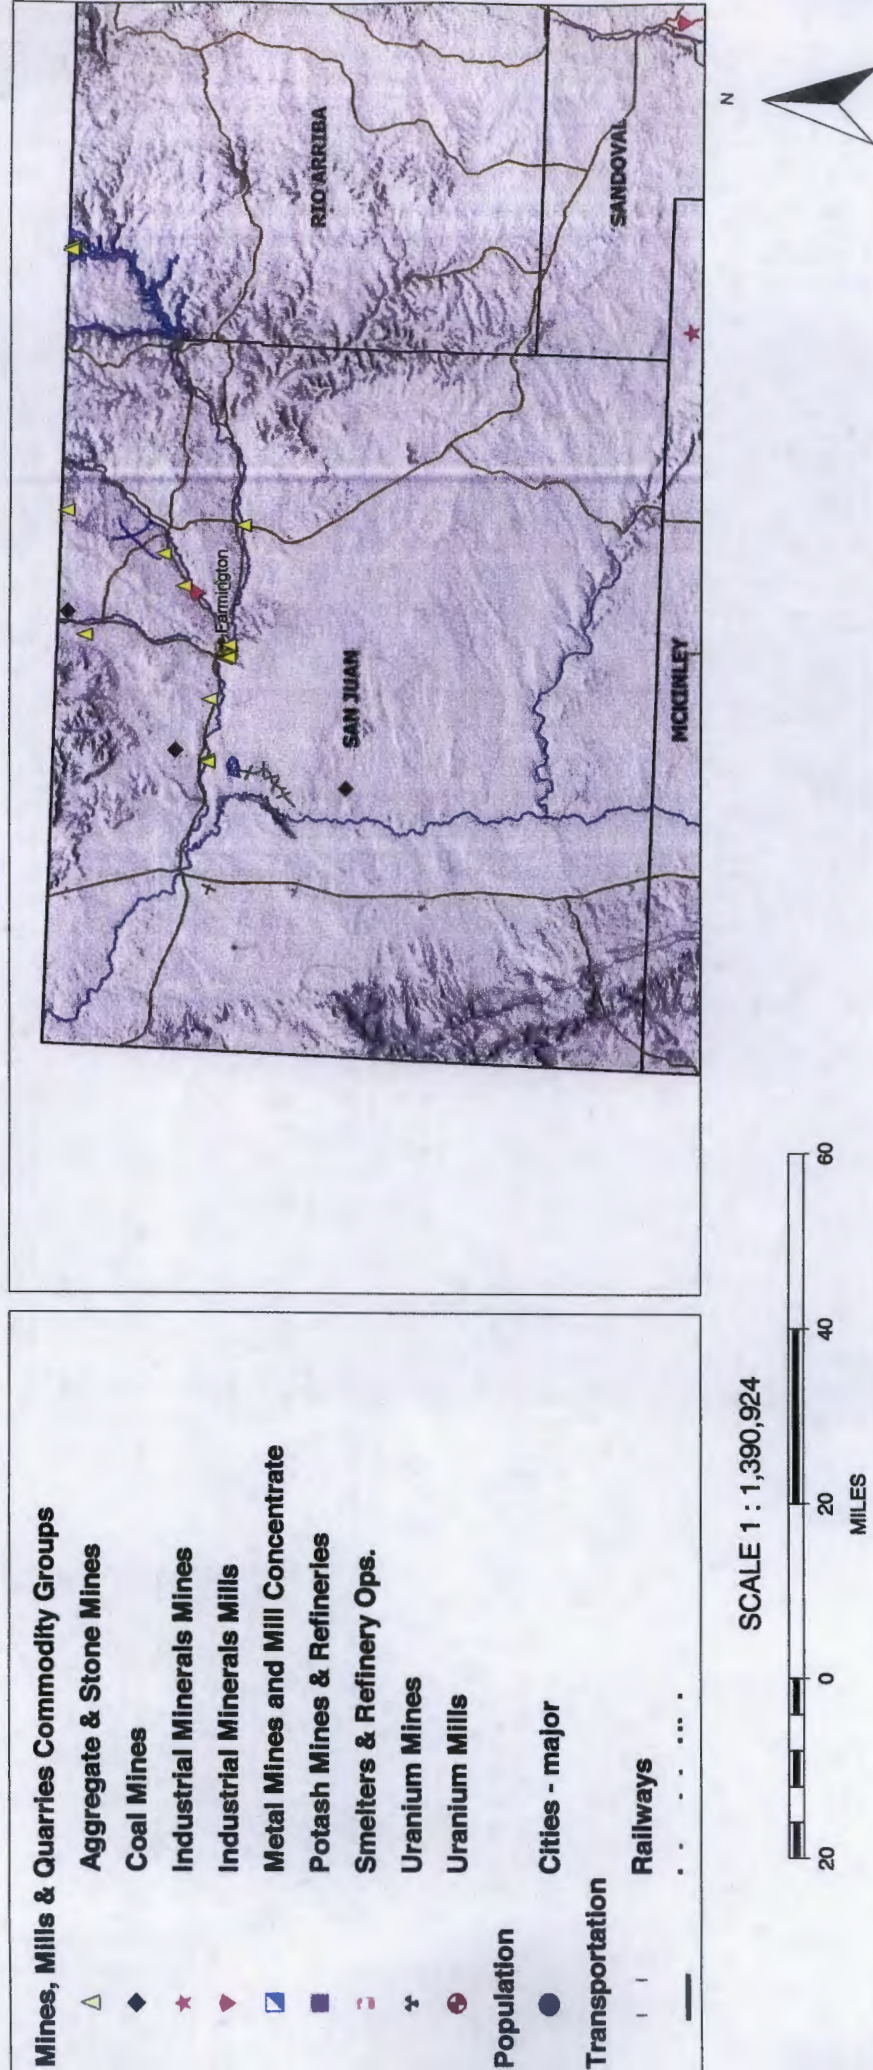 Mines, Mills & Quarries Commodity Groups
Aggregate & Stone Mines
Coal Mines
Industrial Minerals Mines
Industrial Minerals Mills
Metal Mines and Mill Concentrate
Potash Mines & Refineries
Smelters & Refinery Ops.
Uranium Mines
Uranium Mills
Population
Cities - major
Transportation
Railways
Farmington
SAN JUAN
RIO ARRIBA
SANDOVAL
MCKINLEY
SCALE 1 : 1,390,924
20 0 20 40 60
MILES
N